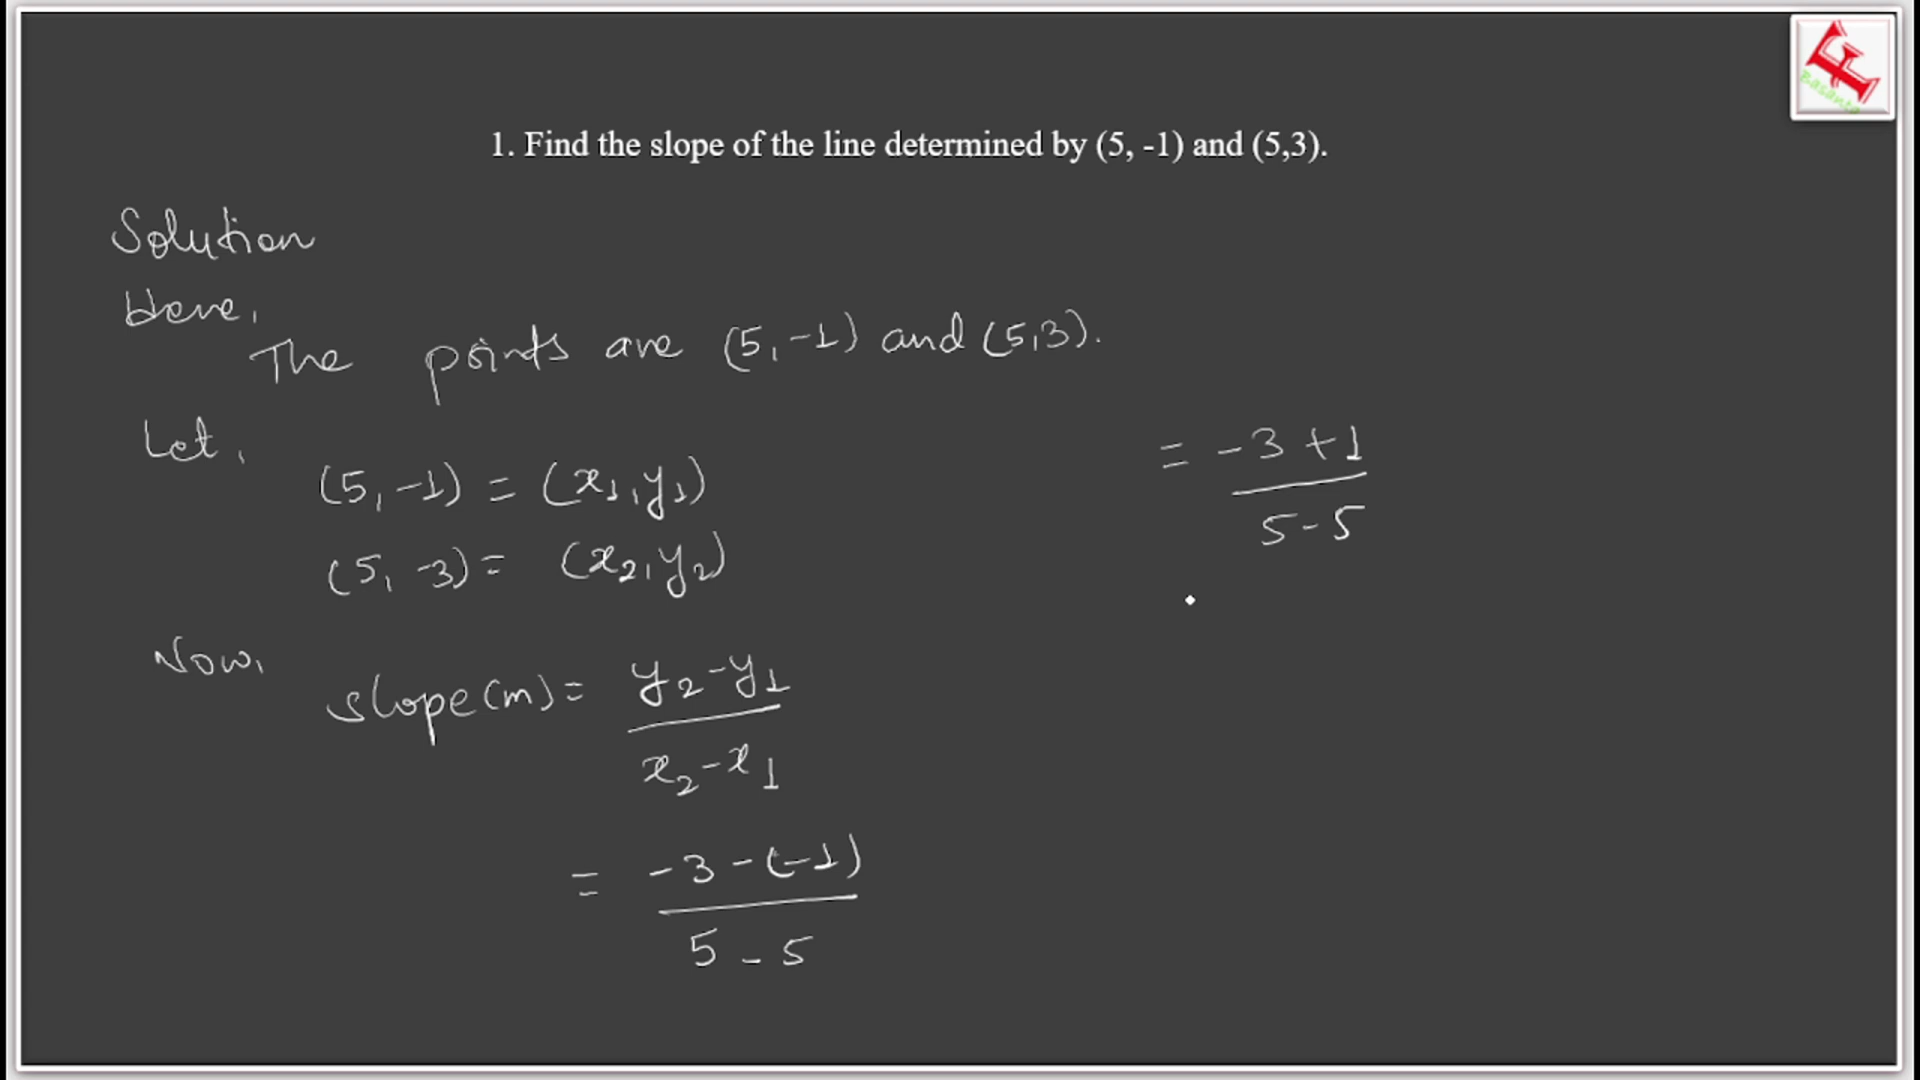 Basanta
1. Find the slope of the line determined by (5, -1) and (5,3).
Solution
Here,
The points are (5,-1) and (5,3).
Let,
(5,-1) = (x₁,y₁)
(5,-3) = (x₂,y₂)
Now,
slope(m) = y₂-y₁
x₂-x₁
= -3-(-1)
5-5
= -3+1
5-5